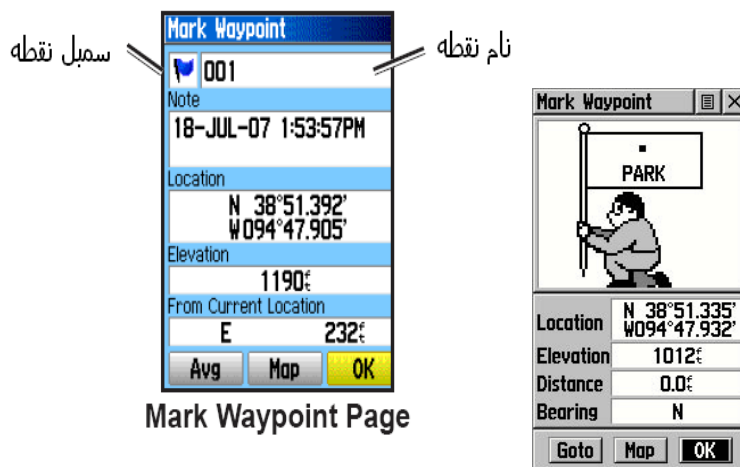 Mark Waypoint
سمبل نقطه
نام نقطه
001
Note
18-JUL-07 1:53:57PM
Location
N 38°51.392'
W094°47.905'
Elevation
1190ft
From Current Location
E 232ft
Avg Map OK
Mark Waypoint Page
Mark Waypoint
PARK
Location N 38°51.335'
W094°47.932'
Elevation 1012ft
Distance 0.0ft
Bearing N
Goto Map OK